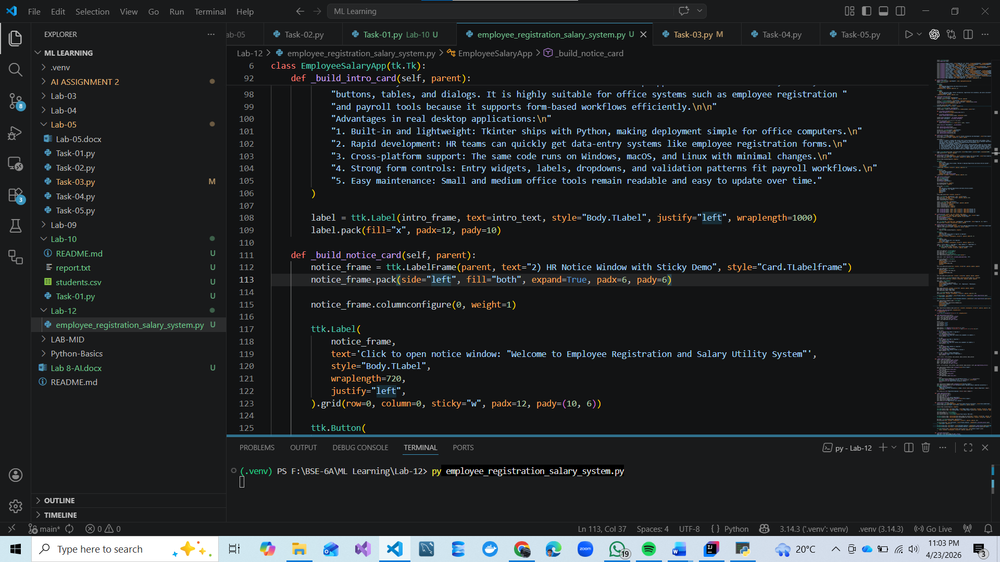 File Edit Selection View Go Run Terminal Help
ML Learning
EXPLORER
ML LEARNING
.venv
AI ASSIGNMENT 2
Lab-03
Lab-04
Lab-05
Lab-05.docx
Task-01.py
Task-02.py
Task-03.py M
Task-04.py
Task-05.py
Lab-09
Lab-10
README.md U
report.txt U
students.csv U
Task-01.py U
Lab-12
employee_registration_salary_system.py U
LAB-MID
Python-Basics
Lab 8-AI.docx U
README.md
OUTLINE
TIMELINE
8
3
ab-05
Task-02.py
Task-01.py Lab-10 U
employee_registration_salary_system.py U
Task-03.py M
Task-04.py
Task-05.py
Lab-12 > employee_registration_salary_system.py > EmployeeSalaryApp > _build_notice_card
6 class EmployeeSalaryApp(tk.Tk):
92 def _build_intro_card(self, parent):
98 "buttons, tables, and dialogs. It is highly suitable for office systems such as employee registration "
99 "and payroll tools because it supports form-based workflows efficiently.\n\n"
100 "Advantages in real desktop applications:\n"
101 "1. Built-in and lightweight: Tkinter ships with Python, making deployment simple for office computers.\n"
102 "2. Rapid development: HR teams can quickly get data-entry systems like employee registration forms.\n"
103 "3. Cross-platform support: The same code runs on Windows, macOS, and Linux with minimal changes.\n"
104 "4. Strong form controls: Entry widgets, labels, dropdowns, and validation patterns fit payroll workflows.\n"
105 "5. Easy maintenance: Small and medium office tools remain readable and easy to update over time."
106 )
107
108 label = ttk.Label(intro_frame, text=intro_text, style="Body.TLabel", justify="left", wraplength=1000)
109 label.pack(fill="x", padx=12, pady=10)
110
111 def _build_notice_card(self, parent):
112 notice_frame = ttk.LabelFrame(parent, text="2) HR Notice Window with Sticky Demo", style="Card.TLabelframe")
113 notice_frame.pack(side="left", fill="both", expand=True, padx=6, pady=6)
114
115 notice_frame.columnconfigure(0, weight=1)
116
117 ttk.Label(
118 notice_frame,
119 text='Click to open notice window: "Welcome to Employee Registration and Salary Utility System"',
120 style="Body.TLabel",
121 wraplength=720,
122 justify="left",
123 ).grid(row=0, column=0, sticky="w", padx=12, pady=(10, 6))
124
125 ttk.Button(
PROBLEMS OUTPUT DEBUG CONSOLE TERMINAL PORTS
py - Lab-12
(.venv) PS F:\BSE-6A\ML Learning\Lab-12> py employee_registration_salary_system.py
main* 0 0
Ln 113, Col 37 Spaces: 4 UTF-8 {} Python 3.14.3 ('.venv': venv) .venv (3.14.3) Go Live
Type here to search
zoom
19
20°C
11:03 PM
4/23/2026
3